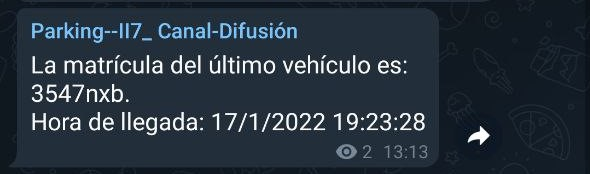 Parking--II7_ Canal-Difusión
La matrícula del último vehículo es:
3547nxb.
Hora de llegada: 17/1/2022 19:23:28
2 13:13